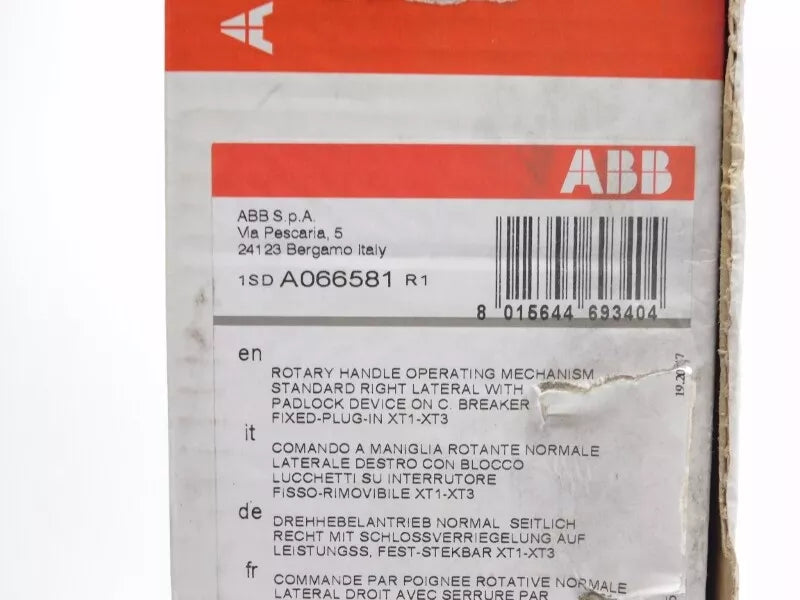 ABB
ABB S.p.A.
Via Pescaria, 5
24123 Bergamo Italy
1SD A066581 R1
8 015644 693404
en
ROTARY HANDLE OPERATING MECHANISM
STANDARD RIGHT LATERAL WITH
PADLOCK DEVICE ON C. BREAKER
FIXED-PLUG-IN XT1-XT3
it
COMANDO A MANIGLIA ROTANTE NORMALE
LATERALE DESTRO CON BLOCCO
LUCCHETTI SU INTERRUTORE
FISSO-RIMOVIBILE XT1-XT3
de
DREHHEBELANTRIEB NORMAL SEITLICH
RECHT MIT SCHLOSSVERRIEGELUNG AUF
LEISTUNGSS, FEST-STEKBAR XT1-XT3
fr
COMMANDE PAR POIGNEE ROTATIVE NORMALE
LATERAL DROIT AVEC SERRURE PAR